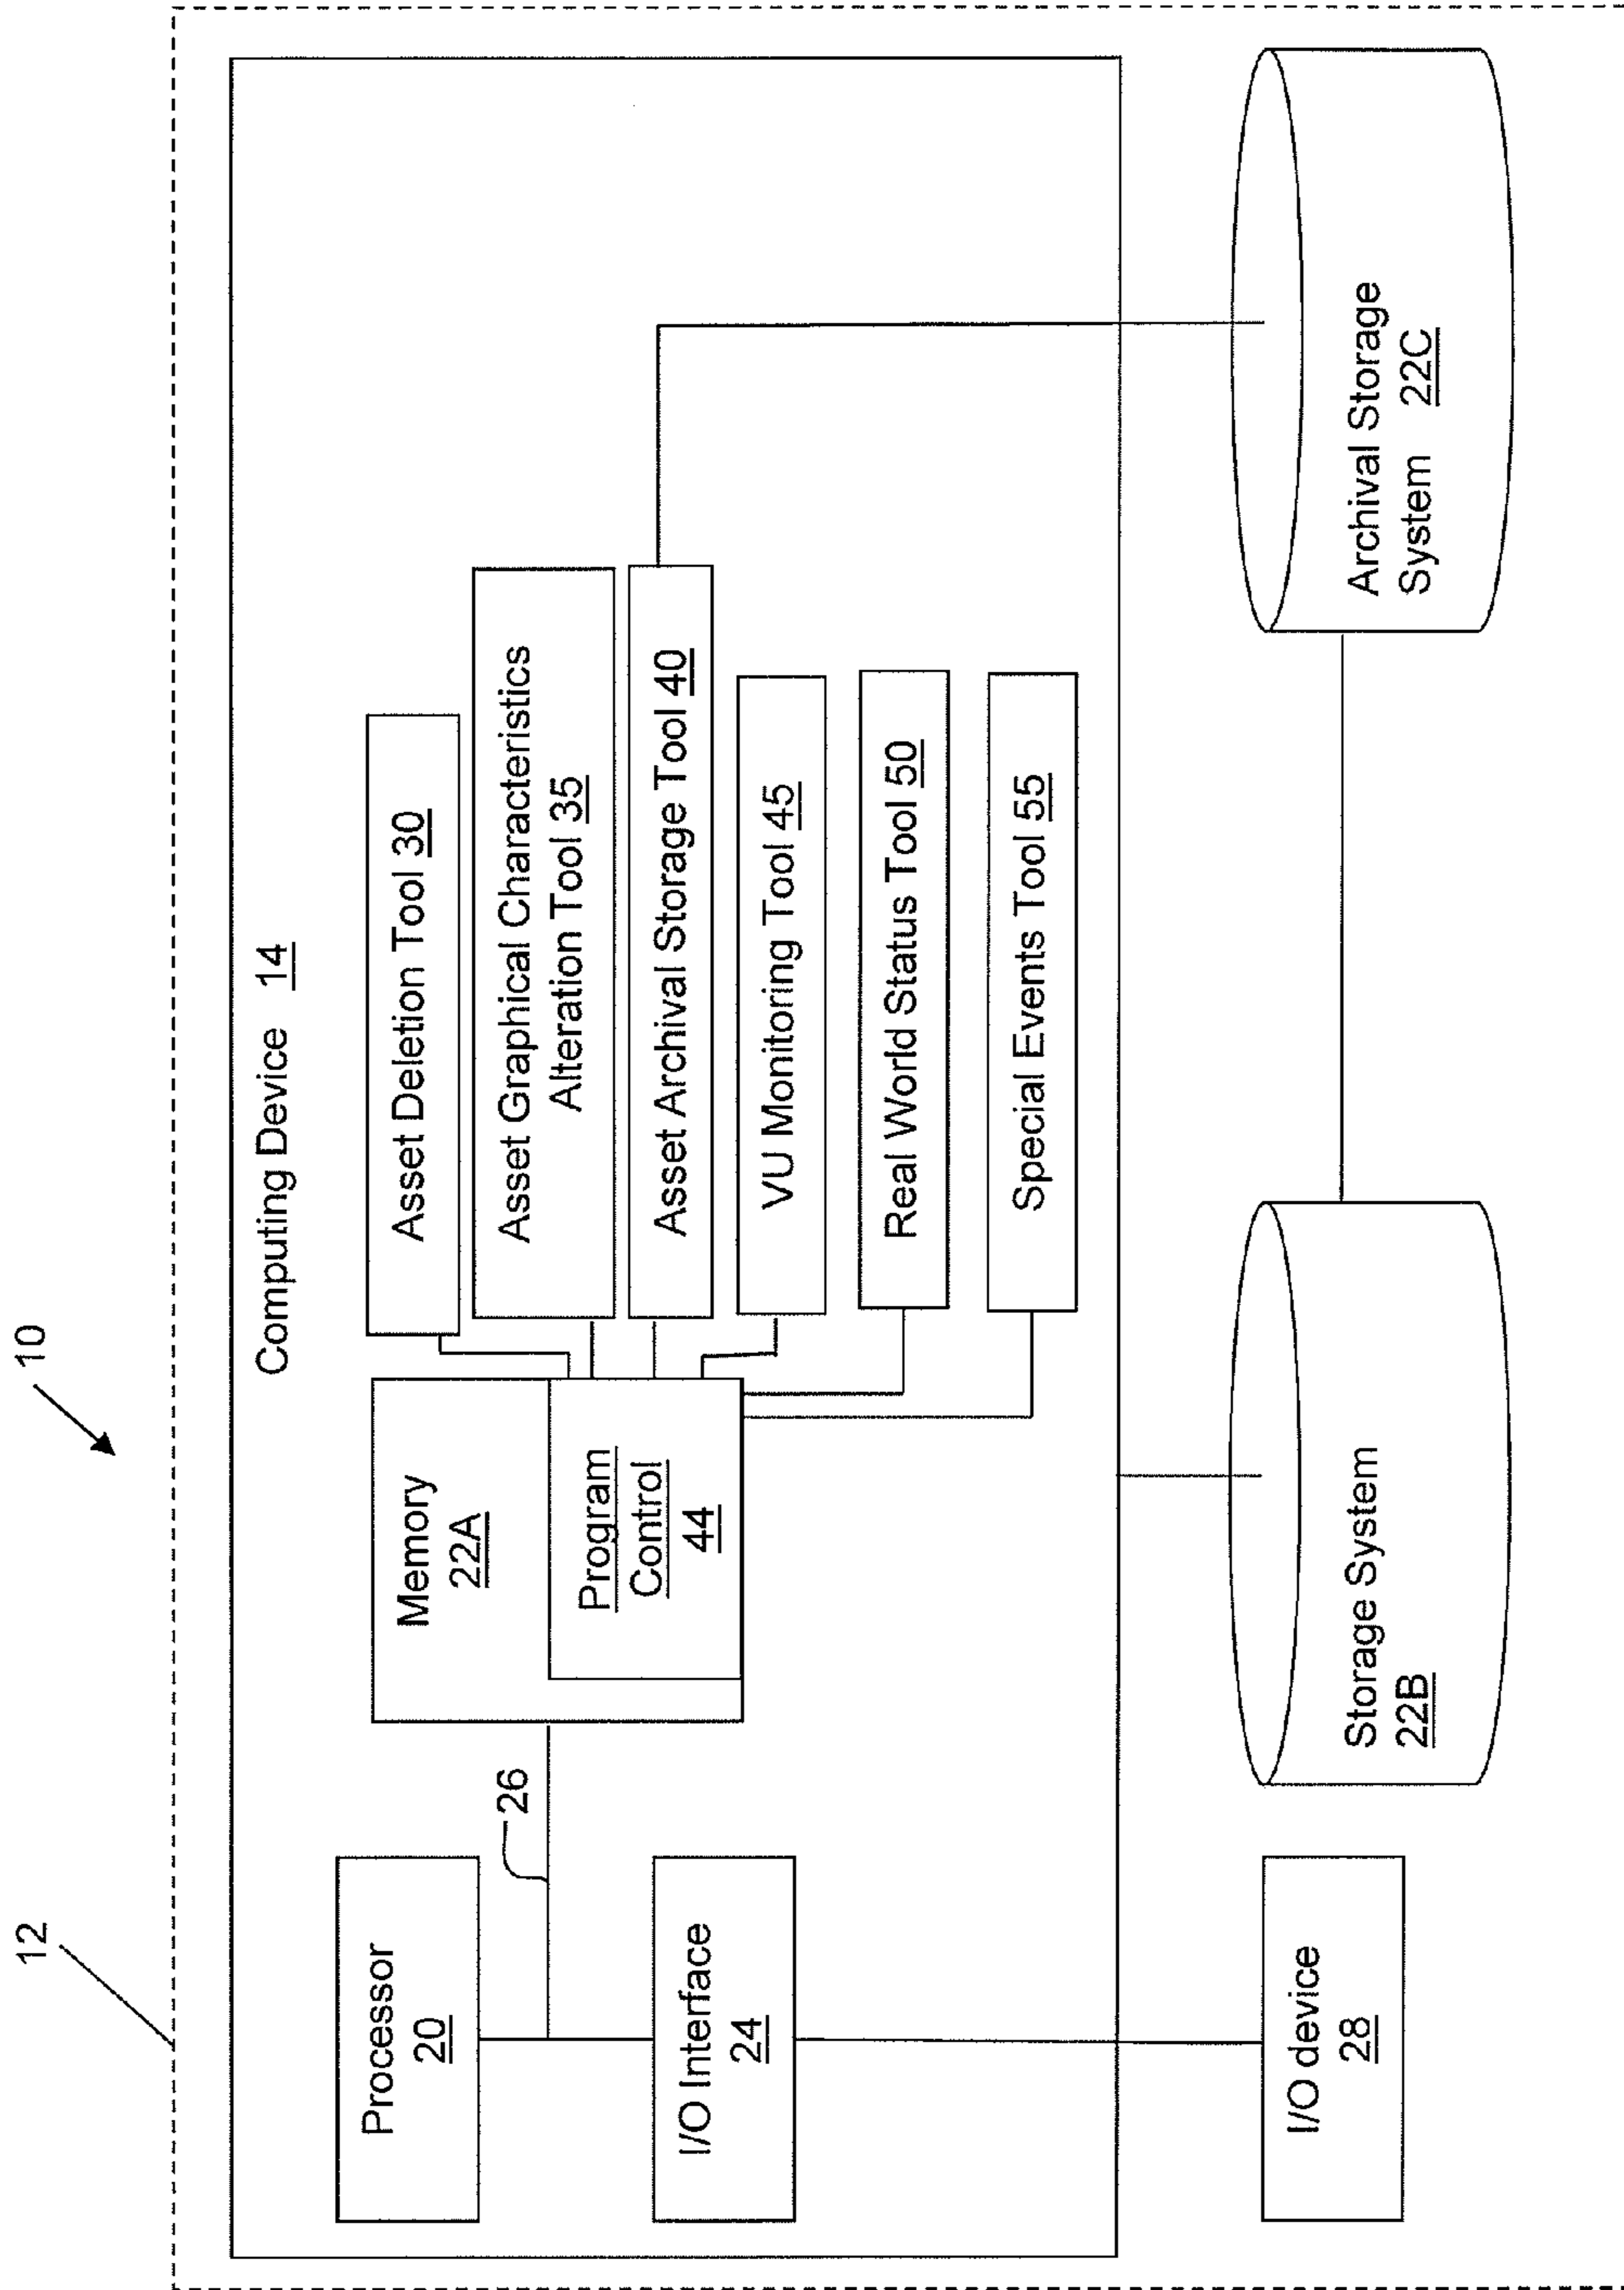 10
12
Computing Device 14
Processor
20
Memory
22A
Program
Control
44
26
I/O Interface
24
Asset Deletion Tool 30
Asset Graphical Characteristics
Alteration Tool 35
Asset Archival Storage Tool 40
VU Monitoring Tool 45
Real World Status Tool 50
Special Events Tool 55
I/O device
28
Storage System
22B
Archival Storage
System 22C